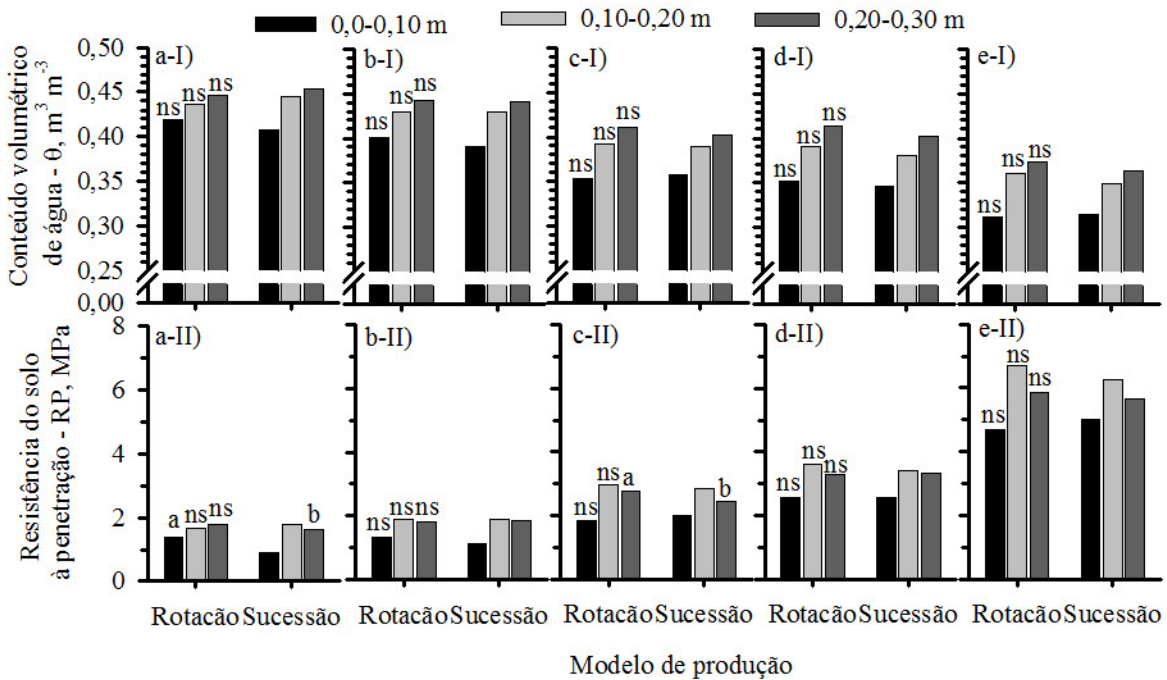 0,0-0,10 m
0,10-0,20 m
0,20-0,30 m
Conteúdo volumétrico
de água - θ, m³ m⁻³
0,50
0,45
0,40
0,35
0,30
0,25
0,00
a-I)
ns ns ns
b-I)
ns ns ns
c-I)
ns ns ns
d-I)
ns ns ns
e-I)
ns ns ns
Resistência do solo
à penetração - RP, MPa
8
6
4
2
0
a-II)
a ns ns
b
b-II)
ns ns ns
c-II)
ns ns a
b
d-II)
ns ns ns
e-II)
ns ns ns
Rotacão Sucessão
Rotacão Sucessão
Rotacão Sucessão
Rotacão Sucessão
Rotacão Sucessão
Modelo de produção